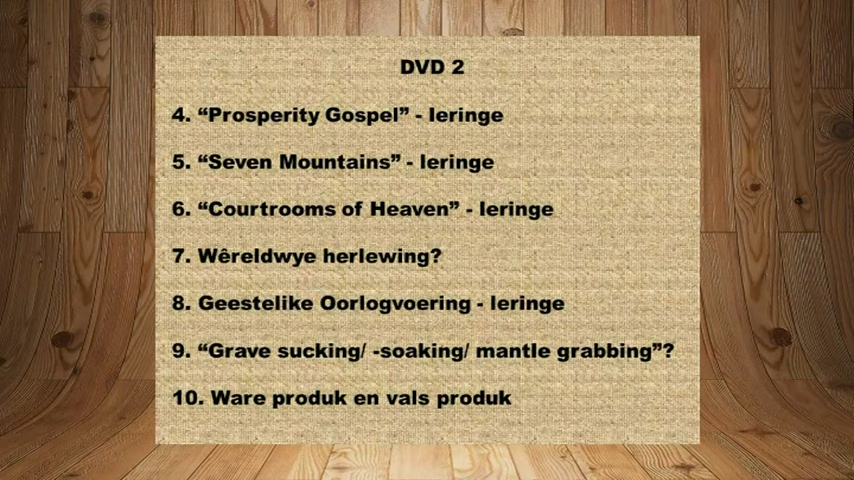 DVD 2
4. “Prosperity Gospel” - leringe
5. “Seven Mountains” - leringe
6. “Courtrooms of Heaven” - leringe
7. Wêreldwye herlewing?
8. Geestelike Oorlogvoering - leringe
9. “Grave sucking/ -soaking/ mantle grabbing”?
10. Ware produk en vals produk